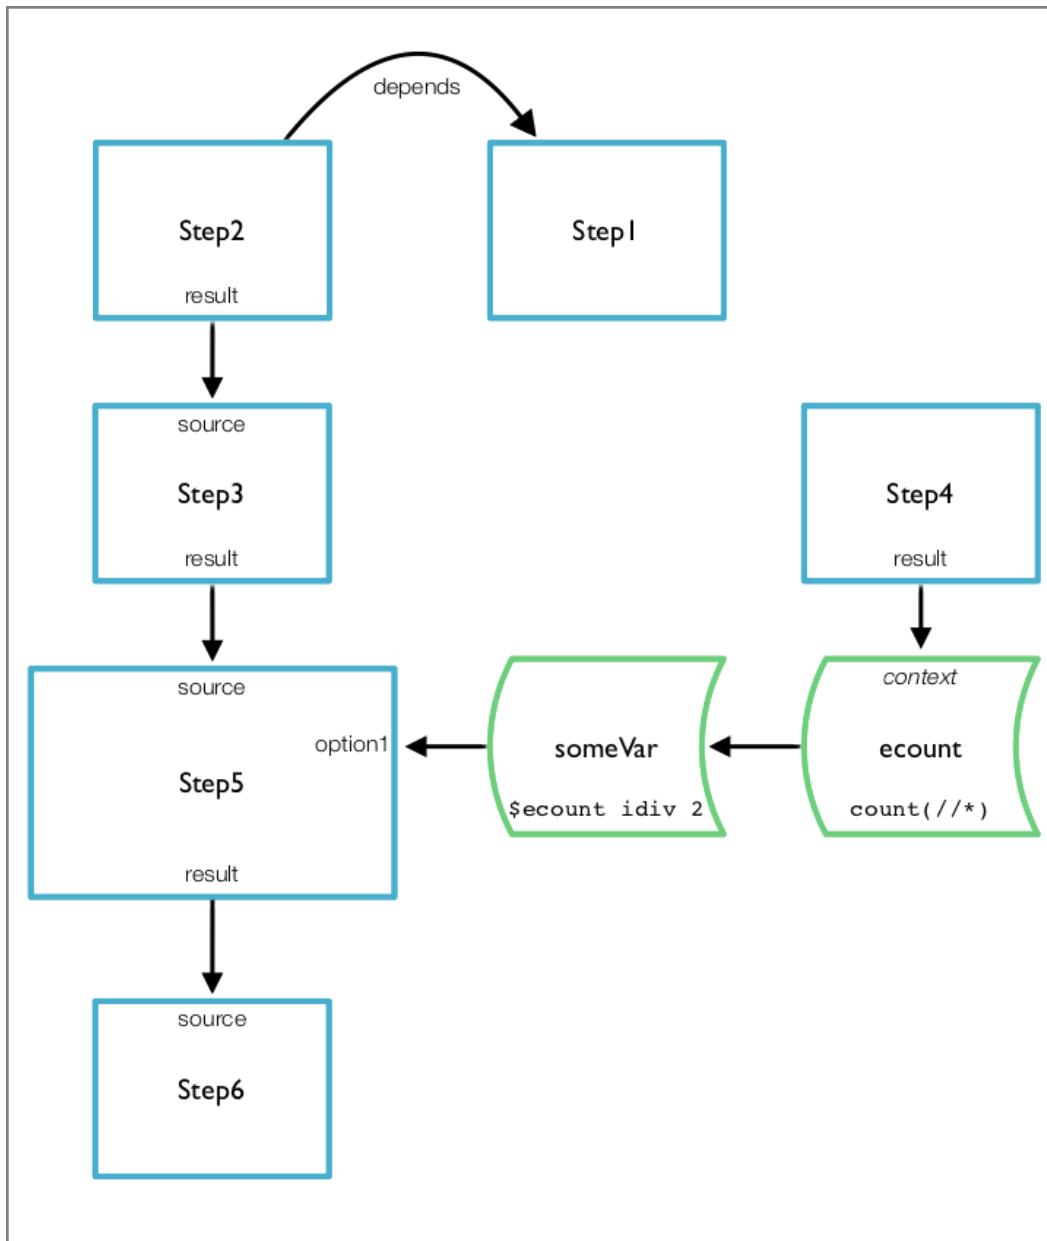 depends
Step2
result
Step1
source
Step3
result
Step4
result
source
option1
Step5
result
someVar
$ecount idiv 2
context
ecount
count(//*)
source
Step6